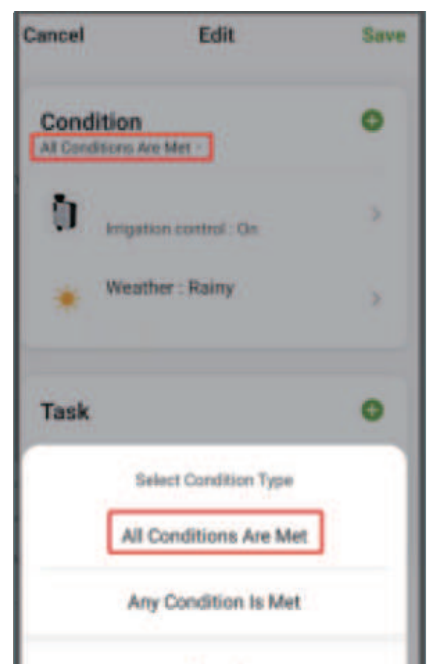 Cancel Edit Save
Condition
All Conditions Are Met
Irrigation control : On
Weather : Rainy
Task
Select Condition Type
All Conditions Are Met
Any Condition Is Met